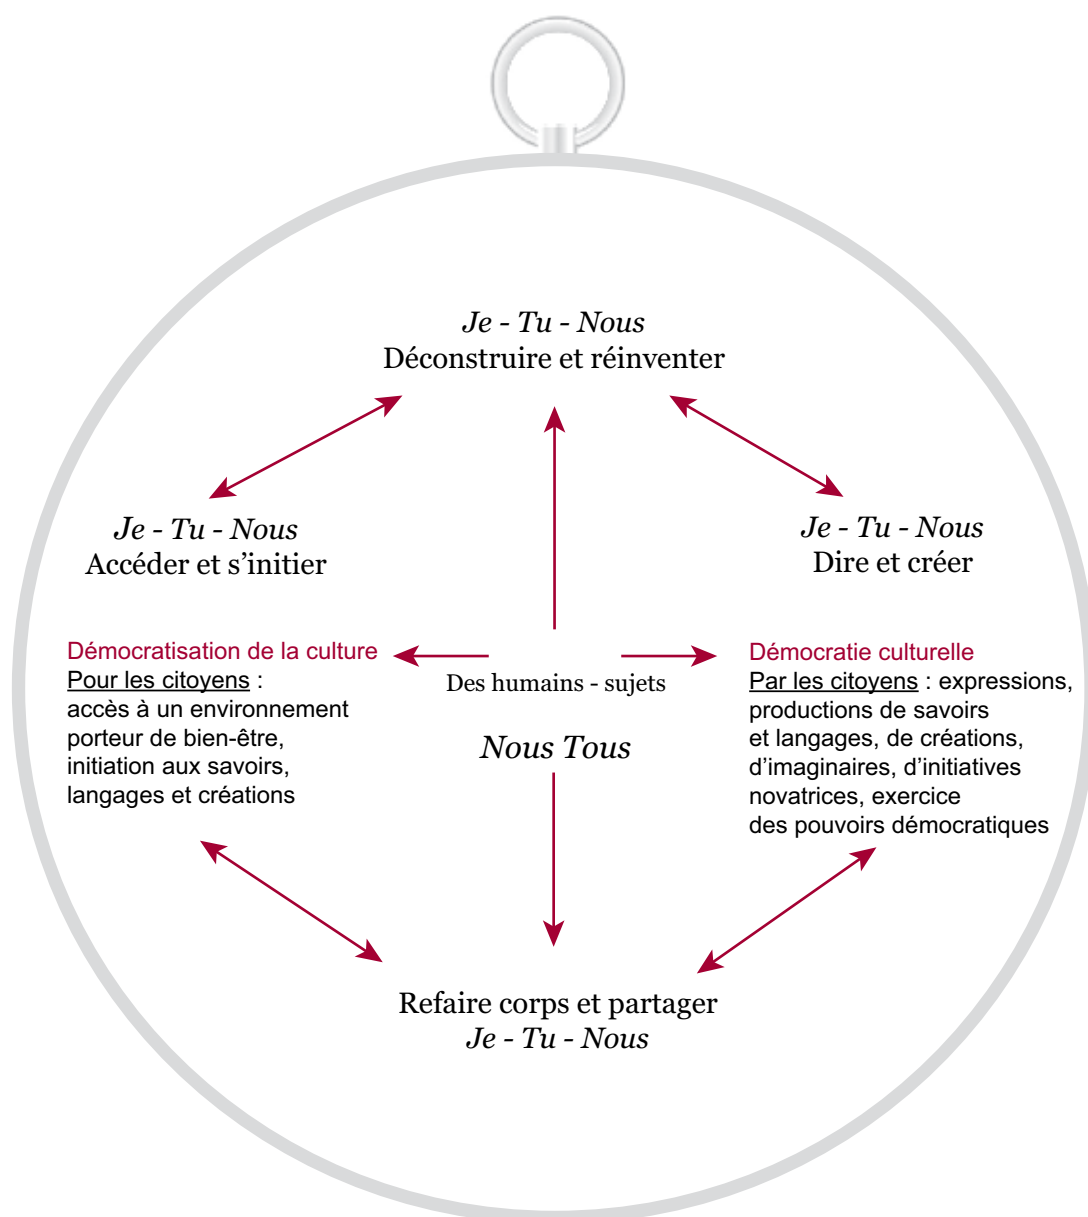 Je - Tu - Nous
Déconstruire et réinventer
Je - Tu - Nous
Accéder et s’initier
Je - Tu - Nous
Dire et créer
Démocratisation de la culture
Pour les citoyens :
accès à un environnement
porteur de bien-être,
initiation aux savoirs,
langages et créations
Des humains - sujets
Nous Tous
Démocratie culturelle
Par les citoyens : expressions,
productions de savoirs
et langages, de créations,
d’imaginaires, d’initiatives
novatrices, exercice
des pouvoirs démocratiques
Refaire corps et partager
Je - Tu - Nous